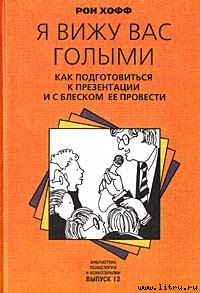 РОН ХОФФ
Я ВИЖУ ВАС
ГОЛЫМИ
КАК ПОДГОТОВИТЬСЯ
К ПРЕЗЕНТАЦИИ
И С БЛЕСКОМ ЕЕ ПРОВЕСТИ
БИБЛИОТЕКА
ПСИХОЛОГИИ
И ПСИХОТЕРАПИИ
ВЫПУСК 12
www.litru.ru